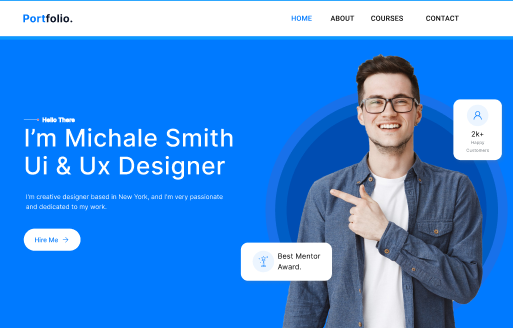 Portfolio.
HOME ABOUT COURSES CONTACT
Hello There
I'm Michale Smith
Ui & Ux Designer
I'm creative designer based in New York, and I'm very passionate
and dedicated to my work.
Hire Me
2k+
Happy
Customers
Best Mentor
Award.